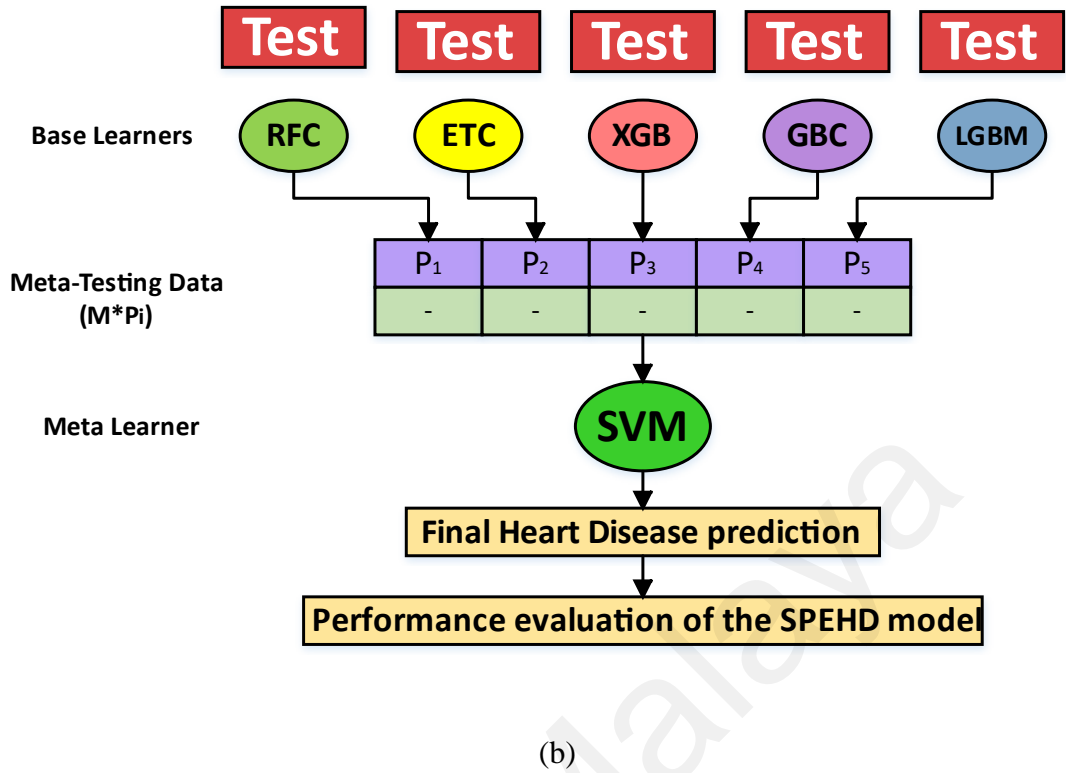 Test Test Test Test Test
Base Learners RFC ETC XGB GBC LGBM
P1 P2 P3 P4 P5
Meta-Testing Data
(M*Pi)
- - - - -
Meta Learner SVM
Final Heart Disease prediction
Performance evaluation of the SPEHD model
Malaya
(b)